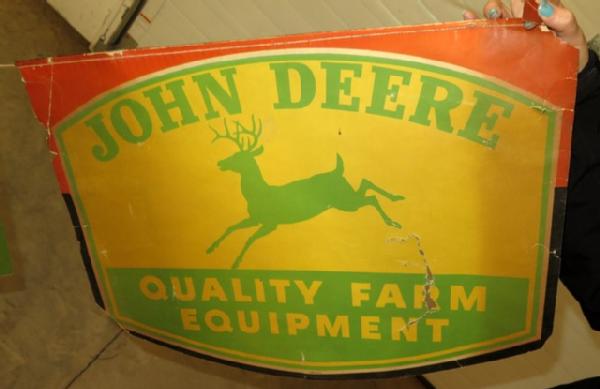 JOHN DEERE
QUALITY FARM
EQUIPMENT